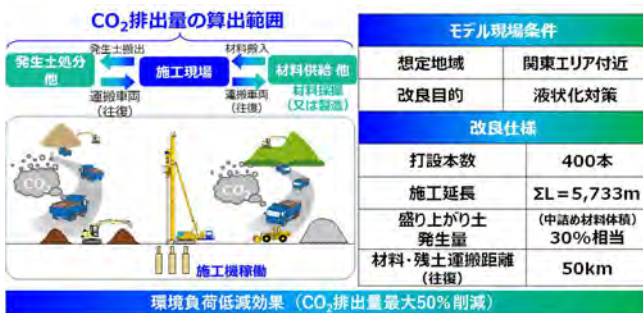 CO₂排出量の算出範囲
発生土搬出
材料搬入
発生土処分
他
施工現場
材料供給 他
運搬車両
(往復)
運搬車両
(往復)
材料採掘
(又は製造)
CO₂
CO₂
施工機稼働
モデル現場条件
想定地域 関東エリア付近
改良目的 液状化対策
改良仕様
打設本数 400本
施工延長 ΣL=5,733m
盛り上がり土
発生量
(中詰め材料体積)
30%相当
材料・残土運搬距離
(往復)
50km
環境負荷低減効果(CO₂排出量最大50%削減)